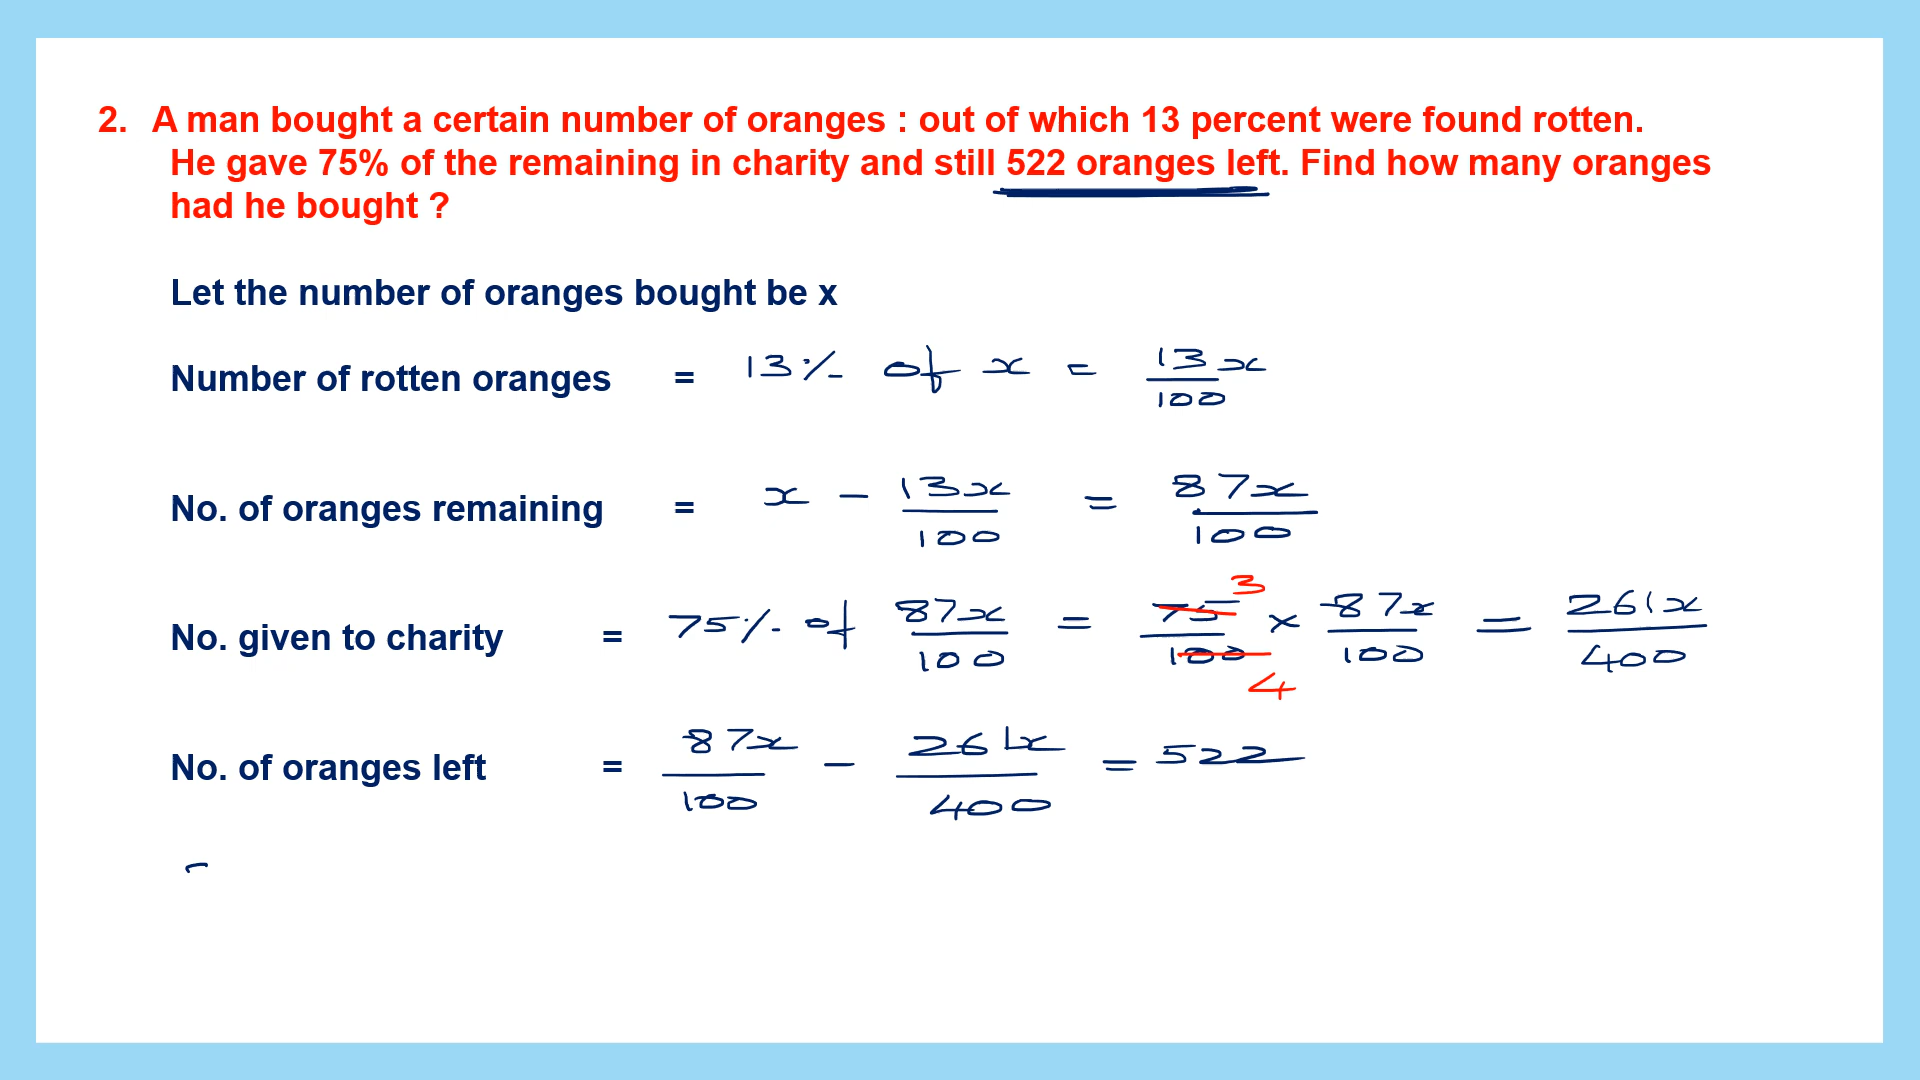 2. A man bought a certain number of oranges : out of which 13 percent were found rotten.
He gave 75% of the remaining in charity and still 522 oranges left. Find how many oranges
had he bought ?
Let the number of oranges bought be x
Number of rotten oranges = 13% of x = 13x/100
No. of oranges remaining = x - 13x/100 = 87x/100
No. given to charity = 75% of 87x/100 = 75 3/100 4 × 87x/100 = 261x/400
No. of oranges left = 87x/100 - 261x/400 = 522